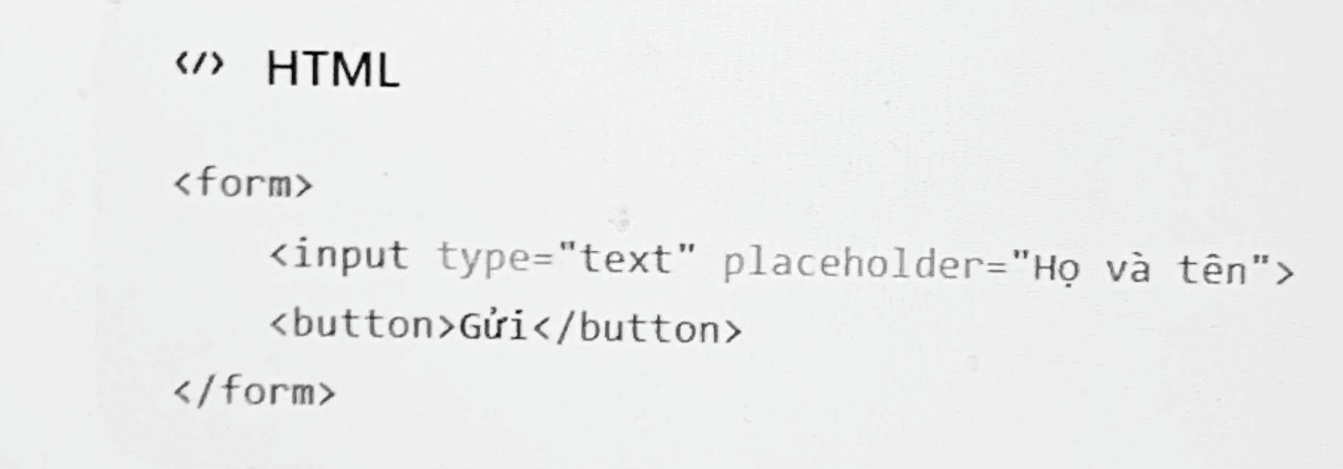 </> HTML
<form>
<input type="text" placeholder="Họ và tên">
<button>Gửi</button>
</form>